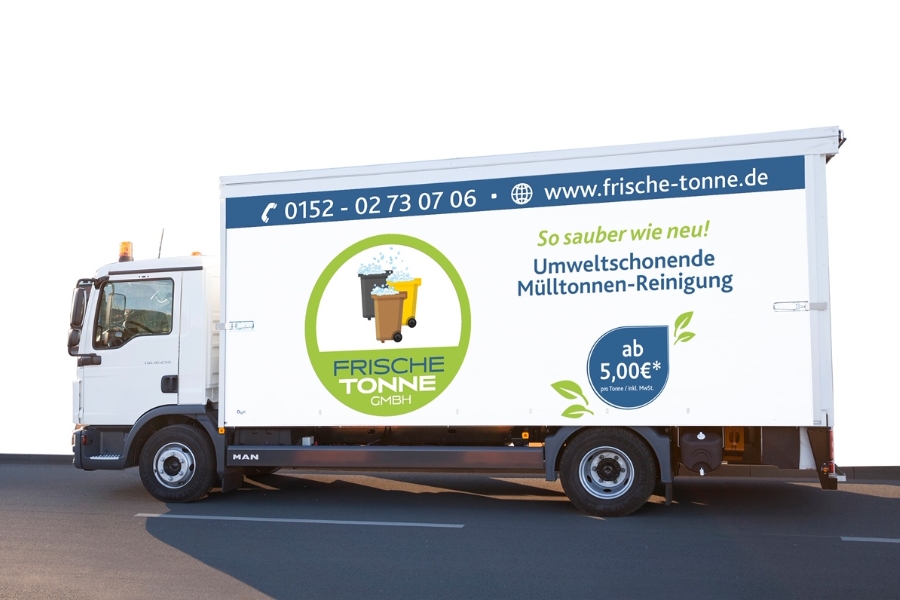 0152 - 02 73 07 06 • www.frische-tonne.de
So sauber wie neu!
Umweltschonende
Mülltonnen-Reinigung
FRISCHE
TONNE
GMBH
ab
5,00€*
pro Tonne / inkl. MwSt.
MAN